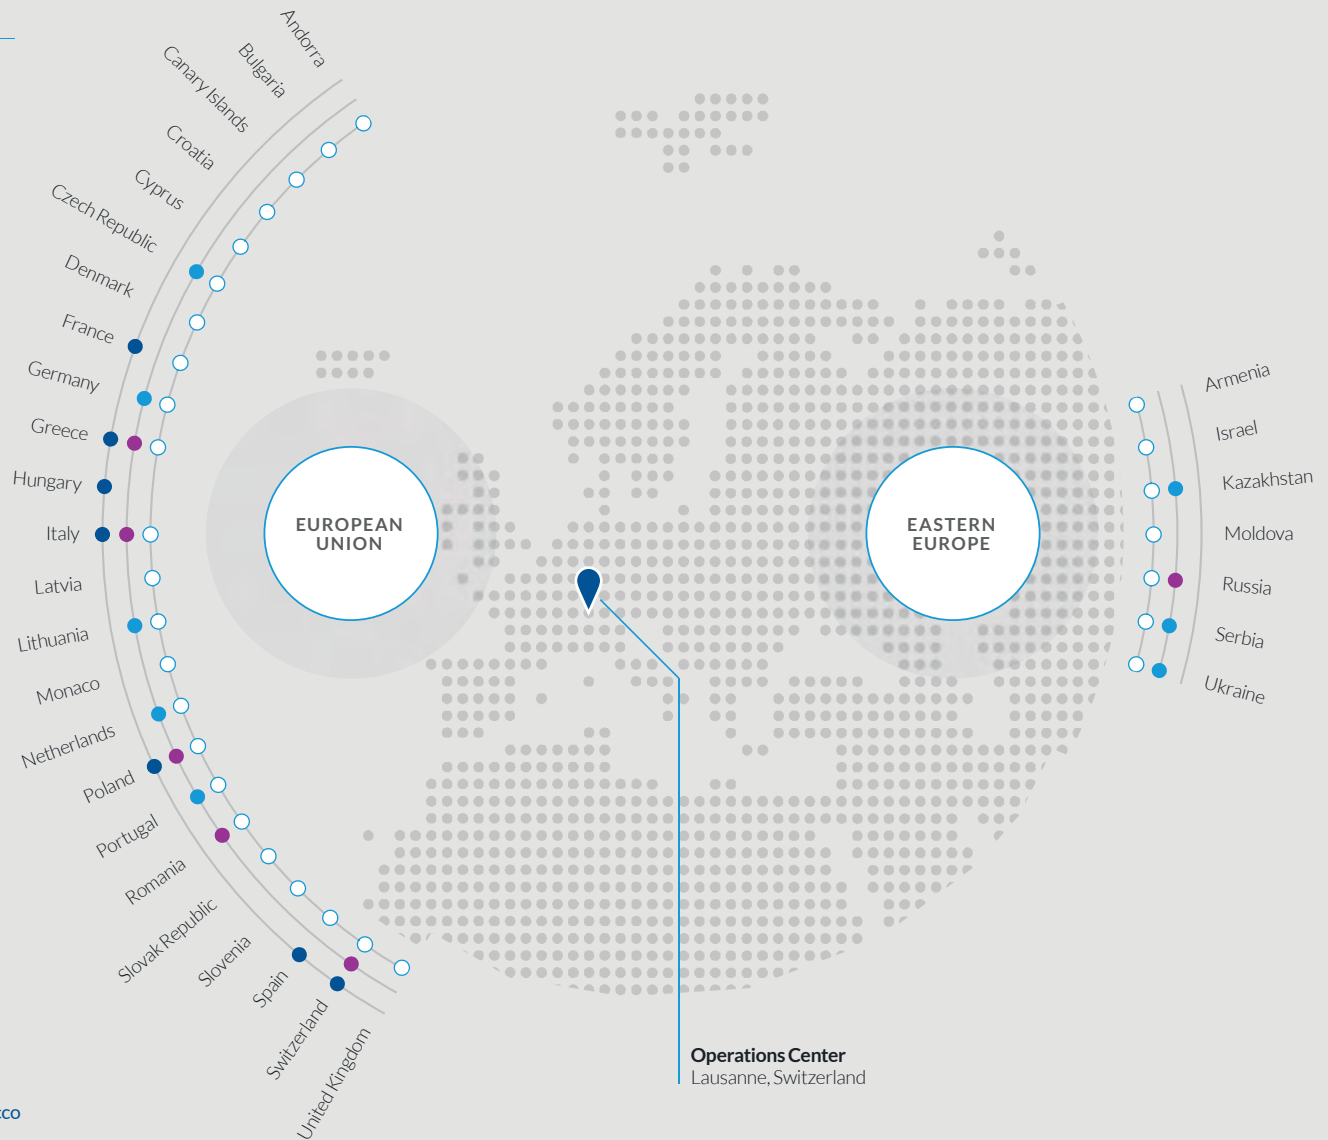 Andorra
Bulgaria
Canary Islands
Croatia
Cyprus
Czech Republic
Denmark
France
Germany
Greece
Hungary
Italy
Latvia
Lithuania
Monaco
Netherlands
Poland
Portugal
Romania
Slovak Republic
Slovenia
Spain
Switzerland
United Kingdom
EUROPEAN
UNION
EASTERN
EUROPE
Armenia
Israel
Kazakhstan
Moldova
Russia
Serbia
Ukraine
Operations Center
Lausanne, Switzerland